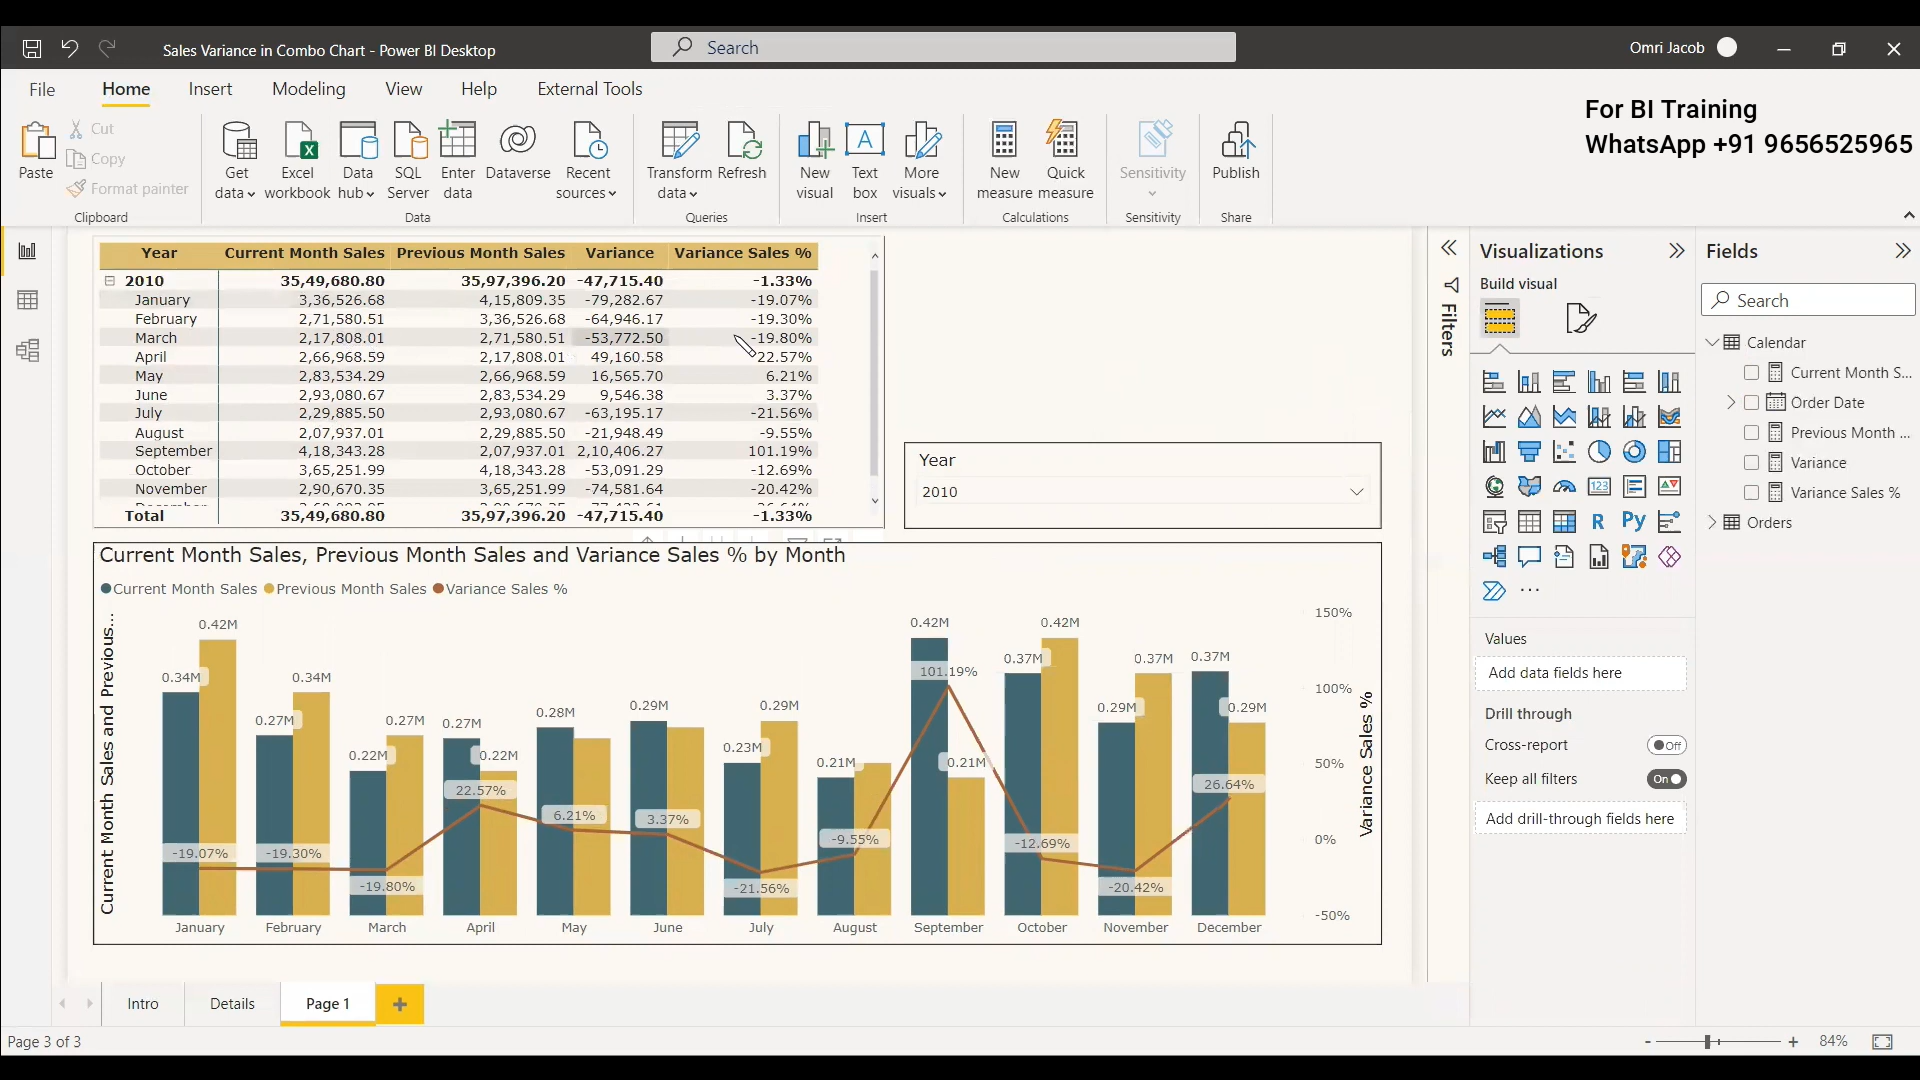 Sales Variance in Combo Chart - Power BI Desktop
Search
Omri Jacob
File Home Insert Modeling View Help External Tools
For BI Training
WhatsApp +91 9656525965
Paste
Cut
Copy
Format painter
Clipboard
Get data
Excel workbook
Data hub
SQL Server
Enter data
Dataverse
Recent sources
Data
Transform data
Refresh
Queries
New visual
Text box
More visuals
Insert
New measure
Quick measure
Calculations
Sensitivity
Sensitivity
Publish
Share
Year Current Month Sales Previous Month Sales Variance Variance Sales %
2010 35,49,680.80 35,97,396.20 -47,715.40 -1.33%
January 3,36,526.68 4,15,809.35 -79,282.67 -19.07%
February 2,71,580.51 3,36,526.68 -64,946.17 -19.30%
March 2,17,808.01 2,71,580.51 -53,772.50 -19.80%
April 2,66,968.59 2,17,808.01 49,160.58 22.57%
May 2,83,534.29 2,66,968.59 16,565.70 6.21%
June 2,93,080.67 2,83,534.29 9,546.38 3.37%
July 2,29,885.50 2,93,080.67 -63,195.17 -21.56%
August 2,07,937.01 2,29,885.50 -21,948.49 -9.55%
September 4,18,343.28 2,07,937.01 2,10,406.27 101.19%
October 3,65,251.99 4,18,343.28 -53,091.29 -12.69%
November 2,90,670.35 3,65,251.99 -74,581.64 -20.42%
Total 35,49,680.80 35,97,396.20 -47,715.40 -1.33%
Year
2010
Current Month Sales, Previous Month Sales and Variance Sales % by Month
Current Month Sales Previous Month Sales Variance Sales %
Current Month Sales and Previous...
0.34M 0.42M
0.27M 0.34M
0.22M 0.27M
0.27M 0.22M
0.28M
0.29M
0.23M 0.29M
0.21M
0.42M 0.21M
0.37M 0.42M
0.29M 0.37M
0.37M 0.29M
-19.07% -19.30% -19.80% 22.57% 6.21% 3.37% -21.56% -9.55% 101.19% -12.69% -20.42% 26.64%
January February March April May June July August September October November December
150%
100%
50%
0%
-50%
Variance Sales %
Filters
Visualizations
Build visual
Values
Add data fields here
Drill through
Cross-report Off
Keep all filters On
Add drill-through fields here
Fields
Search
Calendar
Current Month S...
Order Date
Previous Month ...
Variance
Variance Sales %
Orders
Intro Details Page 1 +
Page 3 of 3
- + 84%